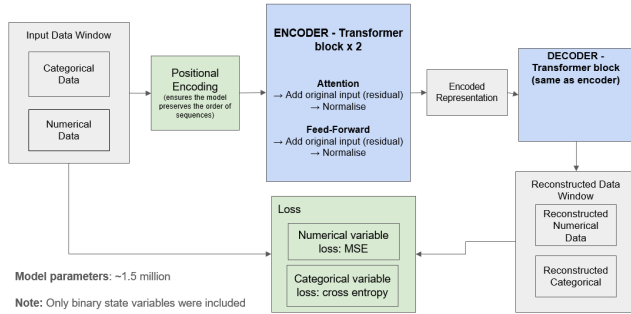 Input Data Window
Categorical
Data
Numerical
Data
Positional
Encoding
(ensures the model
preserves the order of
sequences)
ENCODER - Transformer
block x 2
Attention
→ Add original input (residual)
→ Normalise
Feed-Forward
→ Add original input (residual)
→ Normalise
Encoded
Representation
DECODER -
Transformer block
(same as encoder)
Reconstructed Data
Window
Reconstructed
Numerical
Data
Reconstructed
Categorical
Loss
Numerical variable
loss: MSE
Categorical variable
loss: cross entropy
Model parameters: ~1.5 million
Note: Only binary state variables were included